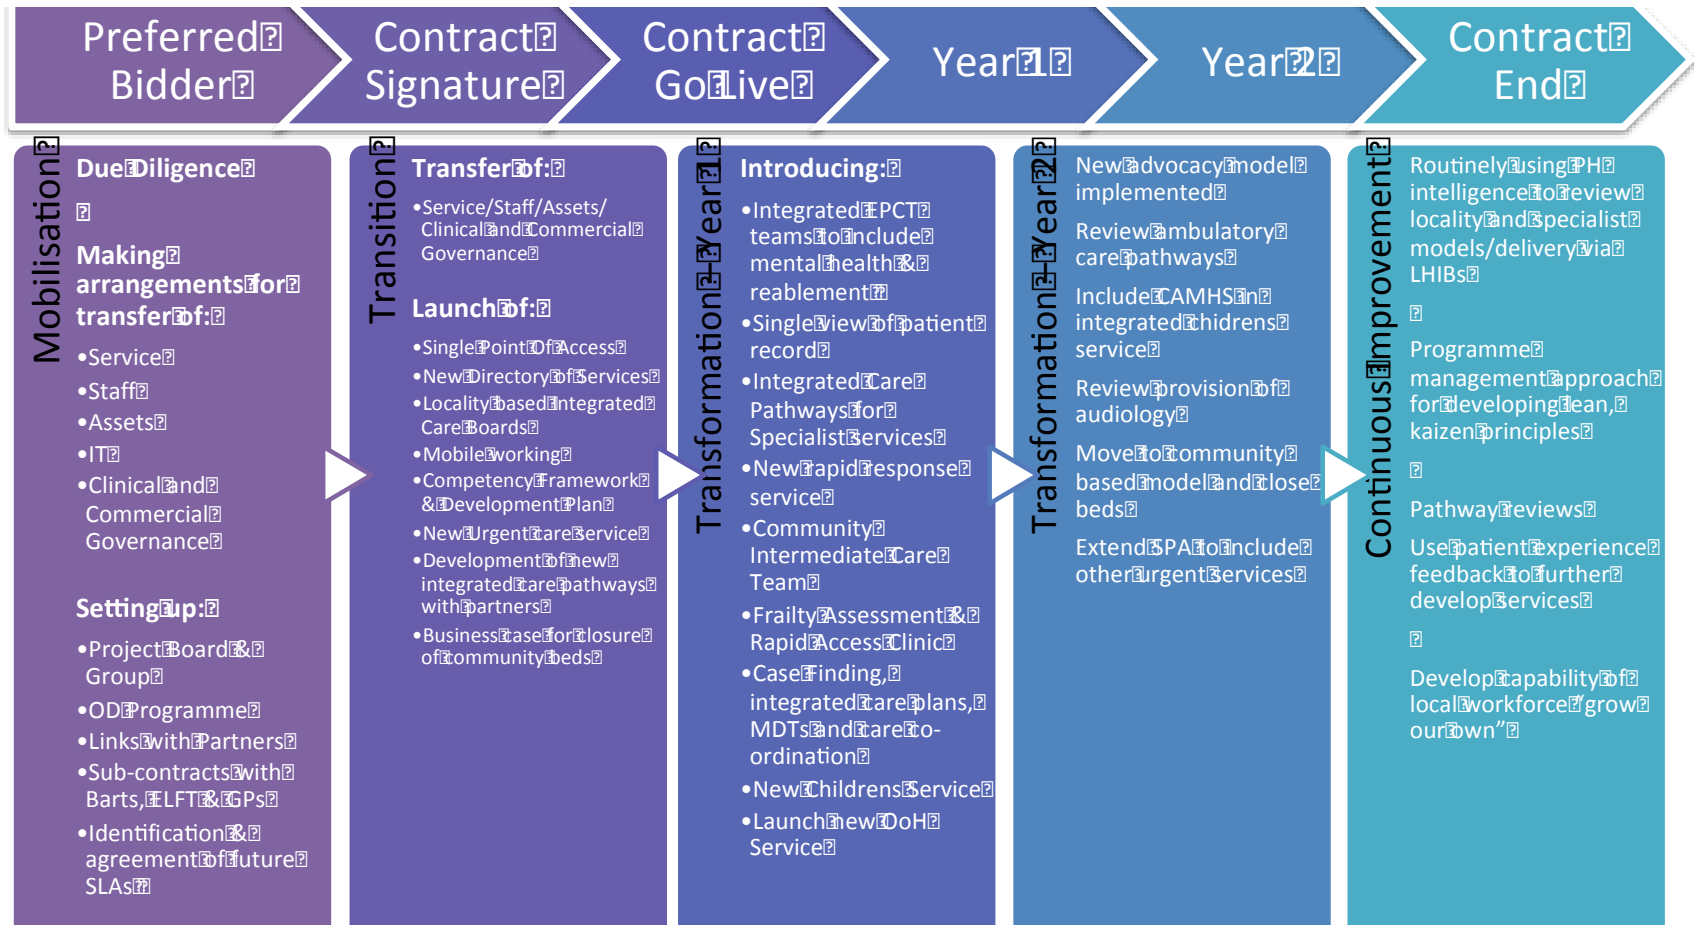 Preferred
Bidder
Contract
Signature
Contract
Go Live
Year 1
Year 2
Contract
End
Mobilisation
Due Diligence
Making
arrangements for
transfer of:
•Service
•Staff
•Assets
•IT
•Clinical and
Commercial
Governance
Setting up:
•Project Board &
Group
•OD Programme
•Links with Partners
•Sub-contracts with
Barts, ELFT & GPs
•Identification &
agreement of future
SLAs
Transition
Transfer of:
•Service/Staff/Assets/
Clinical and Commercial
Governance
Launch of:
•Single Point Of Access
•New Directory of Services
•Locality based Integrated
Care Boards
•Mobile working
•Competency Framework
& Development Plan
•New Urgent care service
•Development of new
integrated care pathways
with partners
•Business case for closure
of community beds
Transformation – Year 1
Introducing:
•Integrated EPCT
teams to include
mental health &
reablement
•Single view of patient
record
•Integrated Care
Pathways for
Specialist Services
•New rapid response
service
•Community
Intermediate Care
Team
•Frailty Assessment &
Rapid Access Clinic
•Case Finding,
integrated care plans,
MDTs and care co-
ordination
•New Childrens Service
•Launch new OoH
Service
Transformation – Year 2
New advocacy model
implemented
Review ambulatory
care pathways
Include CAMHS in
integrated chidrens
service
Review provision of
audiology
Move to community
based model and close
beds
Extend SPA to include
other urgent services
Continuous Improvement
Routinely using PH
intelligence to review
locality and specialist
models/delivery via
LHIBs
Programme
management approach
for developing lean,
kaizen principles
Pathway reviews
Use patient experience
feedback to further
develop services
Develop capability of
local workforce "grow
our own"